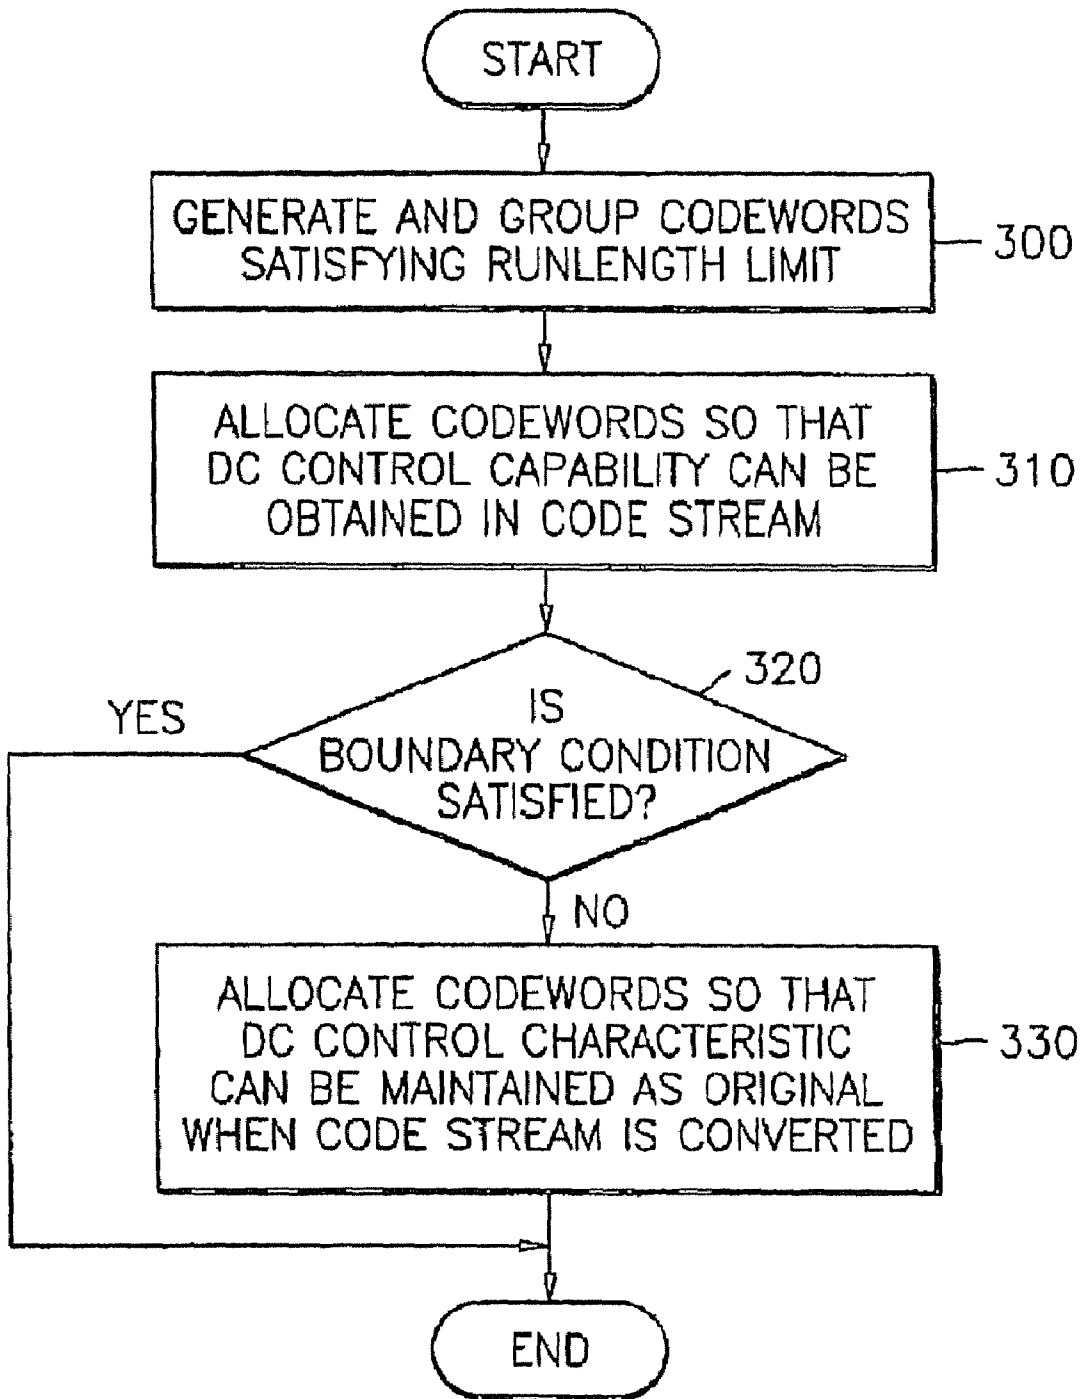 START
GENERATE AND GROUP CODEWORDS
SATISFYING RUNLENGTH LIMIT
300
ALLOCATE CODEWORDS SO THAT
DC CONTROL CAPABILITY CAN BE
OBTAINED IN CODE STREAM
310
320
YES
IS
BOUNDARY CONDITION
SATISFIED?
NO
ALLOCATE CODEWORDS SO THAT
DC CONTROL CHARACTERISTIC
CAN BE MAINTAINED AS ORIGINAL
WHEN CODE STREAM IS CONVERTED
330
END